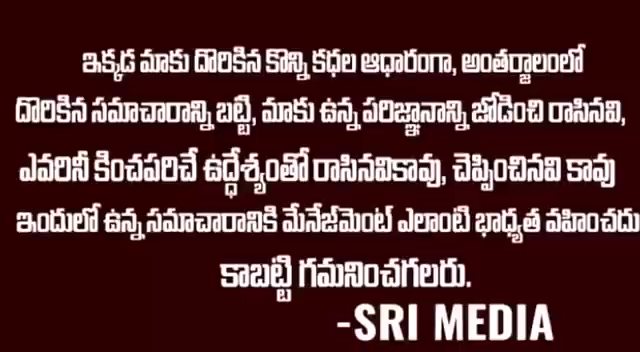 ఇక్కడ మాకు దొరికిన కొన్ని కధల ఆధారంగా, అంతర్జాలంలో
దొరికిన సమాచారాన్ని బట్టి, మాకు ఉన్న పరిజ్ఞానాన్ని జోడించి రాసినవి,
ఎవరినీ కించపరిచే ఉద్ధేశ్యంతో రాసినవికావు, చెప్పించినవి కావు
ఇందులో ఉన్న సమాచారానికి మేనేజ్‌మెంట్ ఎలాంటి భాధ్యత వహించదు
కాబట్టి గమనించగలరు.
-SRI MEDIA